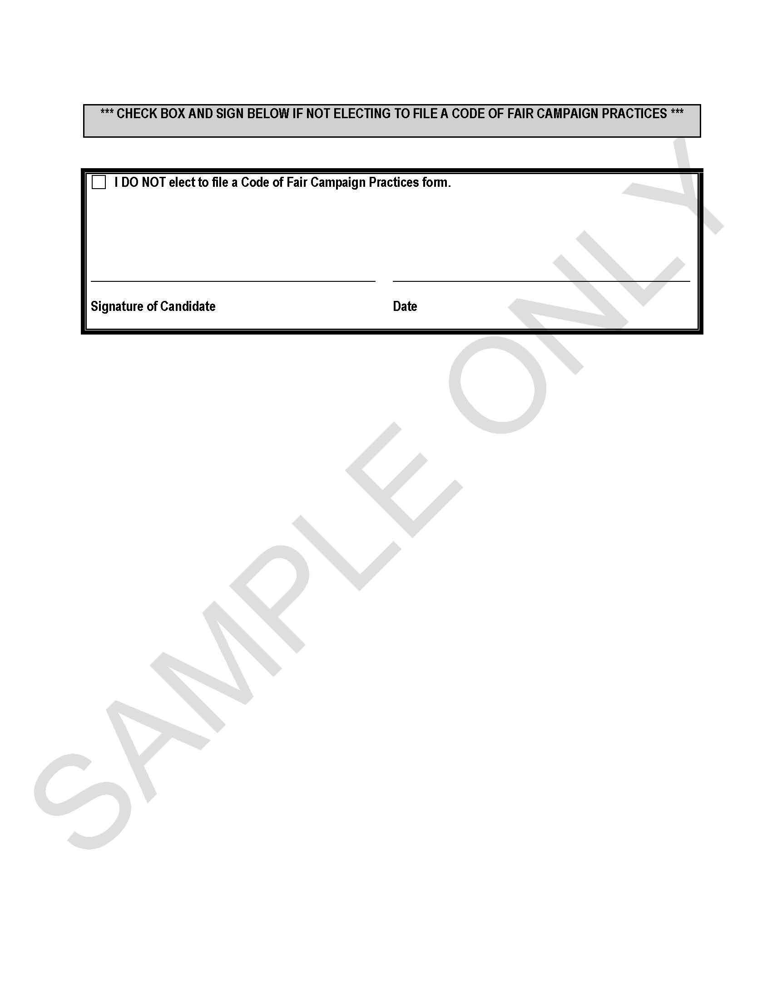 *** CHECK BOX AND SIGN BELOW IF NOT ELECTING TO FILE A CODE OF FAIR CAMPAIGN PRACTICES ***
I DO NOT elect to file a Code of Fair Campaign Practices form.
Signature of Candidate Date
SAMPLE ONLY